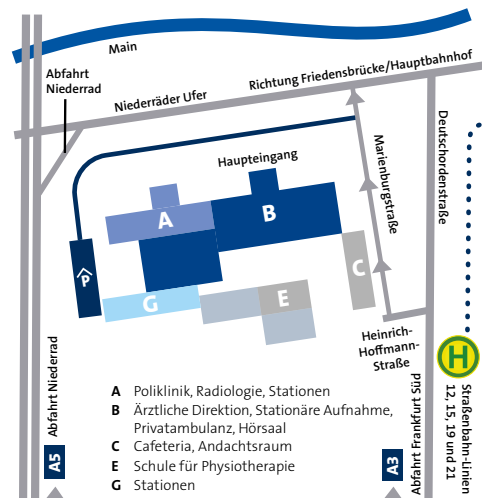 Main
Abfahrt
Niederrad
Niederräder Ufer
Richtung Friedensbrücke/Hauptbahnhof
Haupteingang
Marienburgstraße
Deutschordenstraße
A
B
C
E
G
P
Heinrich-
Hoffmann-
Straße
H
Straßenbahn-Linien
12, 15, 19 und 21
Abfahrt Niederrad
A5
Abfahrt Frankfurt Süd
A3
A Poliklinik, Radiologie, Stationen
B Ärztliche Direktion, Stationäre Aufnahme,
Privatambulanz, Hörsaal
C Cafeteria, Andachtsraum
E Schule für Physiotherapie
G Stationen